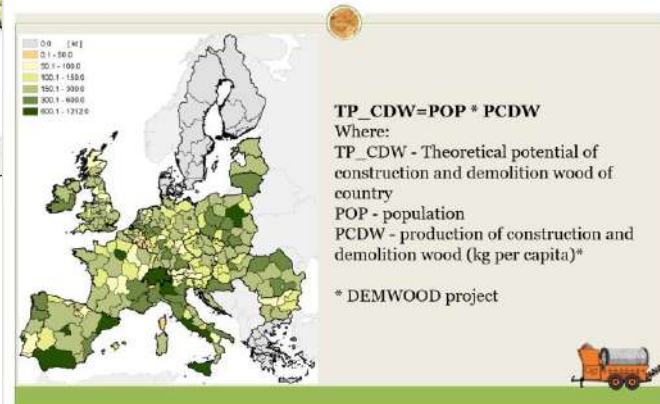 0.0 [kt]
0.1 - 50.0
50.1 - 100.0
100.1 - 150.0
150.1 - 300.0
300.1 - 600.0
600.1 - 1212.0
TP_CDW=POP * PCDW
Where:
TP_CDW - Theoretical potential of
construction and demolition wood of
country
POP - population
PCDW - production of construction and
demolition wood (kg per capita)*
* DEMWOOD project